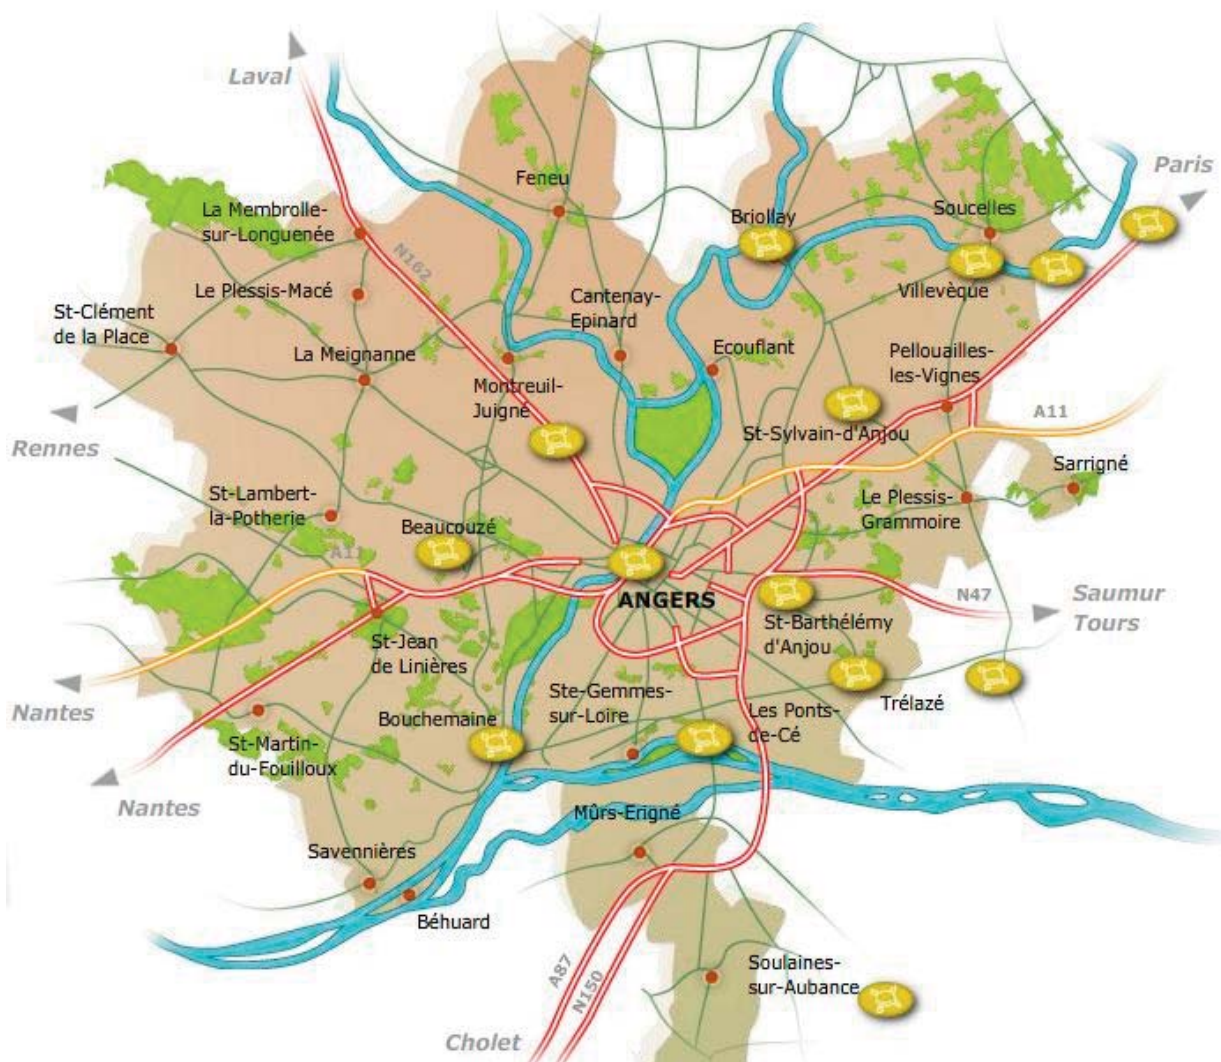 Laval
Paris
Feneu
La Membrolle-
sur-Longuenée
Briollay
Soucelles
N162
Le Plessis-Macé
Villevèque
St-Clément
de la Place
Cantenay-
Epinard
La Meignanne
Ecouflant
Pellouailles-
les-Vignes
Montreuil-
Juigné
A11
St-Sylvain-d'Anjou
Rennes
Sarrigné
St-Lambert-
la-Potherie
Le Plessis-
Grammoire
Beaucouzé
A11
ANGERS
N47
Saumur
Tours
St-Barthélémy
d'Anjou
St-Jean
de Linières
Ste-Gemmes-
sur-Loire
Trélazé
Nantes
Bouchemaine
Les Ponts-
de-Cé
St-Martin-
du-Fouilloux
Nantes
Mûrs-Erigné
Savennières
Béhuard
A87
N150
Soulaines-
sur-Aubance
Cholet